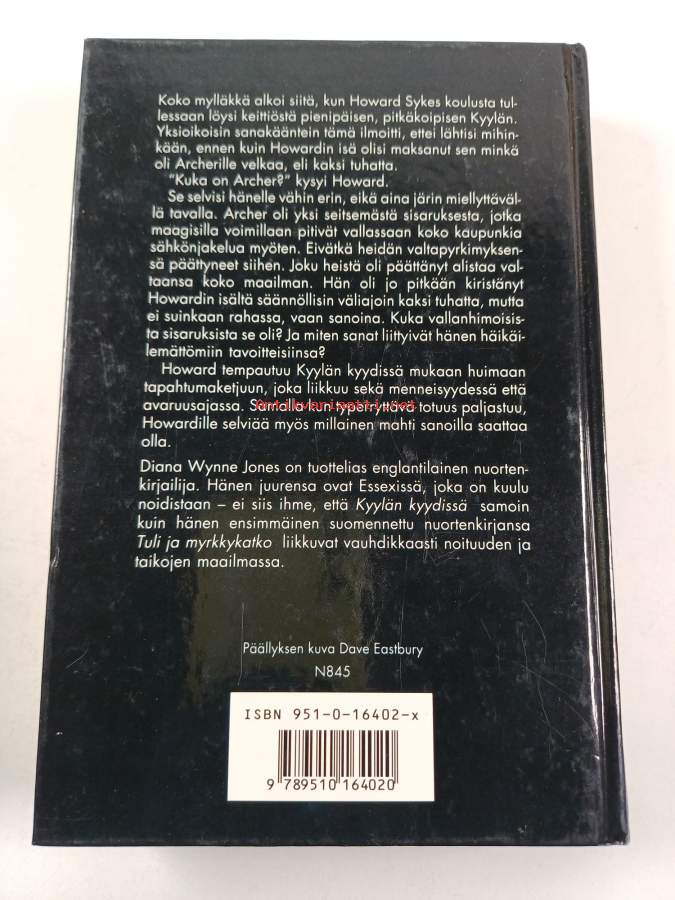 Koko mylläkkä alkoi siitä, kun Howard Sykes koulusta tul-
lessaan löysi keittiöstä pienipäisen, pitkäkoipisen Kyylän.
Yksioikoisin sanakääntein tämä ilmoitti, ettei lähtisi mihin-
kään, ennen kuin Howardin isä olisi maksanut sen minkä
oli Archerille velkaa, eli kaksi tuhatta.
"Kuka on Archer?" kysyi Howard.
Se selvisi hänelle vähin erin, eikä aina järin miellyttäväl-
lä tavalla. Archer oli yksi seitsemästä sisaruksesta, jotka
maagisilla voimillaan pitivät vallassaan koko kaupunkia
sähkönjakelua myöten. Eivätkä heidän valtapyrkimyksen-
sä päättyneet siihen. Joku heistä oli päättänyt alistaa val-
taansa koko maailman. Hän oli jo pitkään kiristänyt
Howardin isältä säännöllisin väliajoin kaksi tuhatta, mutta
ei suinkaan rahassa, vaan sanoina. Kuka vallanhimoisis-
ta sisaruksista se oli? Ja miten sanat liittyivät hänen häikäi-
lemättömiin tavoitteisiinsa?
Howard tempautuu Kyylän kyydissä mukaan huimaan
tapahtumaketjuun, joka liikkuu sekä menneisyydessä että
avaruusajassa. Samalla kun typerryttävä totuus paljastuu,
Antikvariaatti.net
Howardille selviää myös millainen mahti sanoilla saattaa
olla.
Diana Wynne Jones on tuottelias englantilainen nuorten-
kirjailija. Hänen juurensa ovat Essexissä, joka on kuulu
noidistaan – ei siis ihme, että Kyylän kyydissä samoin
kuin hänen ensimmäinen suomennettu nuortenkirjansa
Tuli ja myrkkykatko liikkuvat vauhdikkaasti noituuden ja
taikojen maailmassa.
Päällyksen kuva Dave Eastbury
N845
ISBN 951-0-16402-x
9 789510 164020